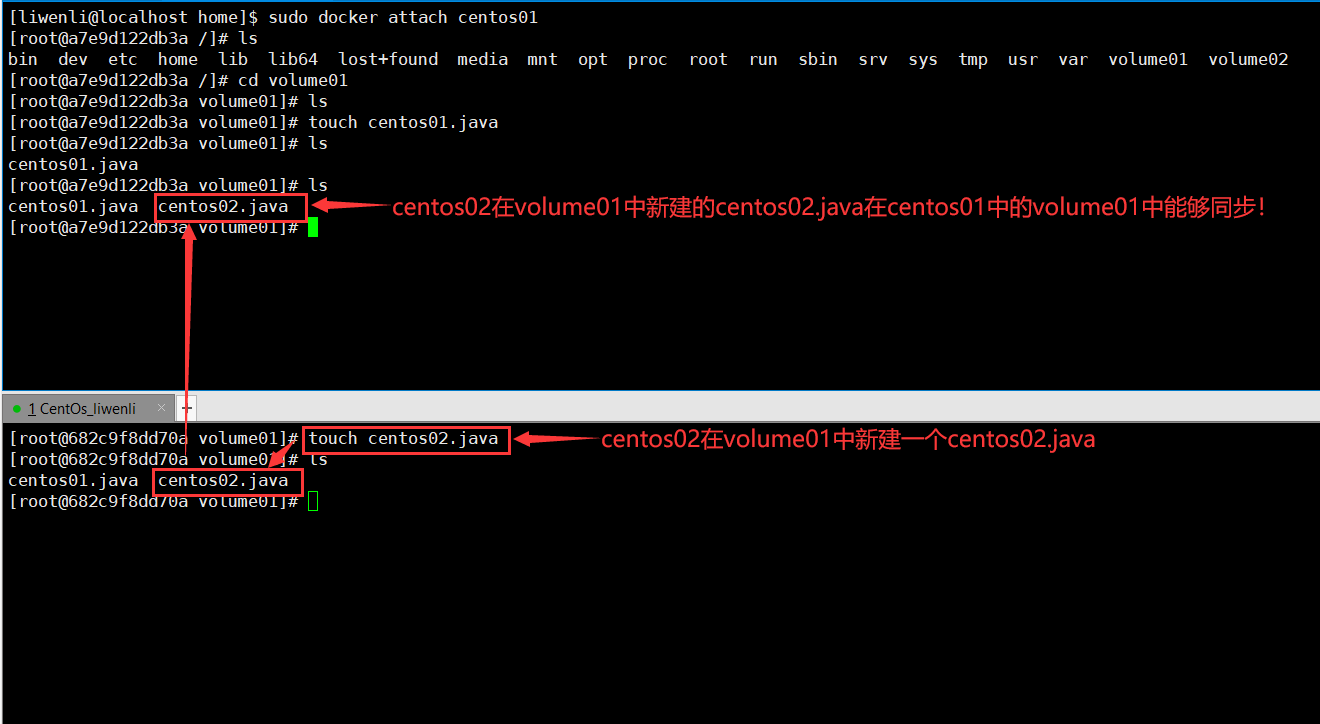 [liwenli@localhost home]$ sudo docker attach centos01
[root@a7e9d122db3a /]# ls
bin  dev  etc  home  lib  lib64  lost+found  media  mnt  opt  proc  root  run  sbin  srv  sys  tmp  usr  var  volume01  volume02
[root@a7e9d122db3a /]# cd volume01
[root@a7e9d122db3a volume01]# ls
[root@a7e9d122db3a volume01]# touch centos01.java
[root@a7e9d122db3a volume01]# ls
centos01.java
[root@a7e9d122db3a volume01]# ls
centos01.java  centos02.java centos02在volume01中新建的centos02.java在centos01中的volume01中能够同步！
[root@a7e9d122db3a volume01]#
1 CentOs_liwenli × +
[root@682c9f8dd70a volume01]# touch centos02.java centos02在volume01中新建一个centos02.java
[root@682c9f8dd70a volume01]# ls
centos01.java  centos02.java
[root@682c9f8dd70a volume01]#